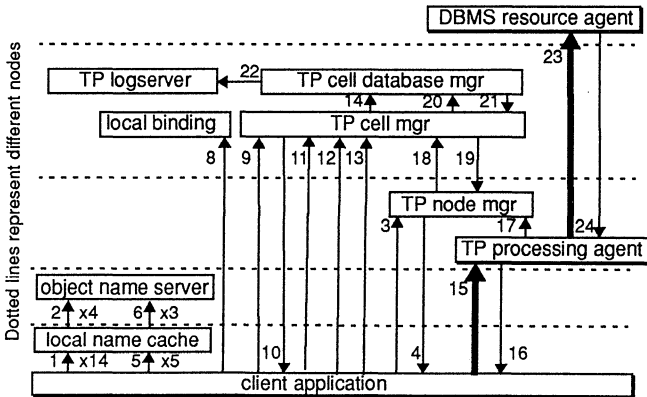 DBMS resource agent
23
22
TP logserver
TP cell database mgr
14
20
21
local binding
TP cell mgr
8
9
11
12
13
18
19
TP node mgr
3
17
24
TP processing agent
15
object name server
2
x4
6
x3
local name cache
10
4
16
1
x14
5
x5
client application
Dotted lines represent different nodes